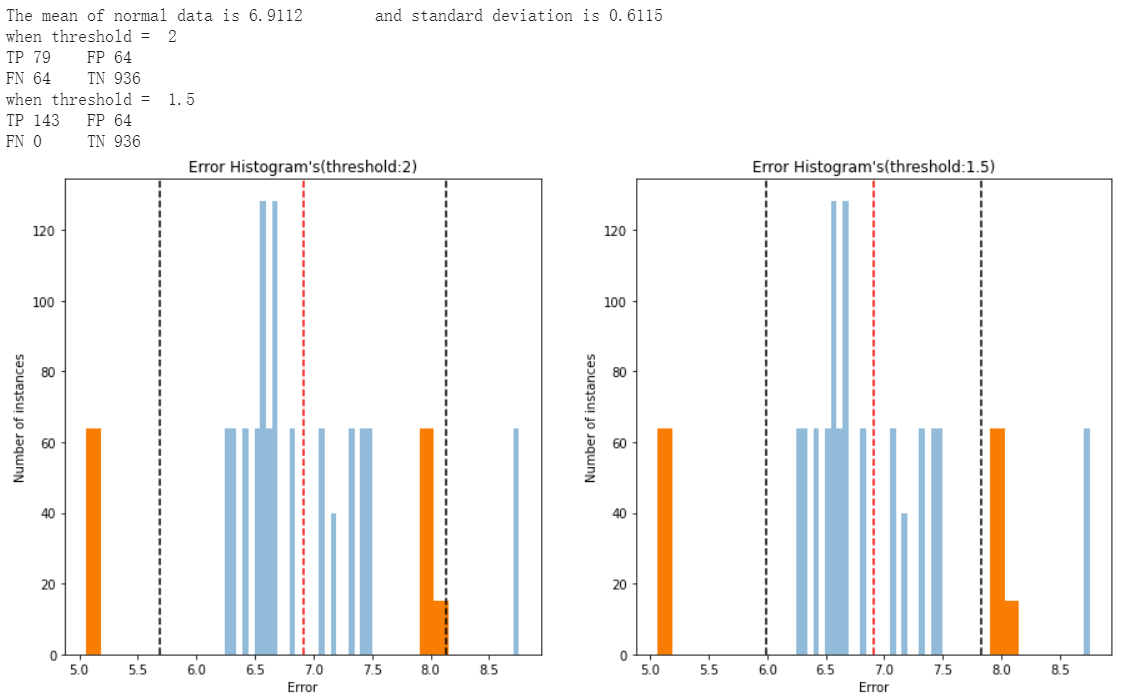 The mean of normal data is 6.9112 and standard deviation is 0.6115
when threshold = 2
TP 79 FP 64
FN 64 TN 936
when threshold = 1.5
TP 143 FP 64
FN 0 TN 936
Error Histogram's(threshold:2)
Number of instances
120
100
80
60
40
20
0
5.0 5.5 6.0 6.5 7.0 7.5 8.0 8.5
Error
Error Histogram's(threshold:1.5)
Number of instances
120
100
80
60
40
20
0
5.0 5.5 6.0 6.5 7.0 7.5 8.0 8.5
Error